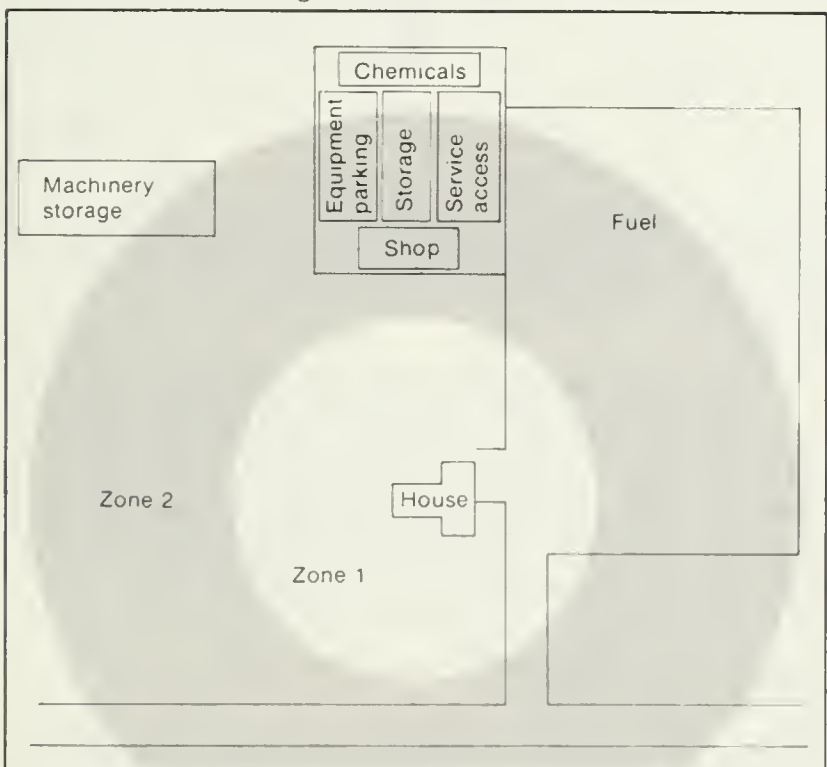 Chemicals
Equipment
parking
Storage
Service
access
Machinery
storage
Fuel
Shop
Zone 2
House
Zone 1